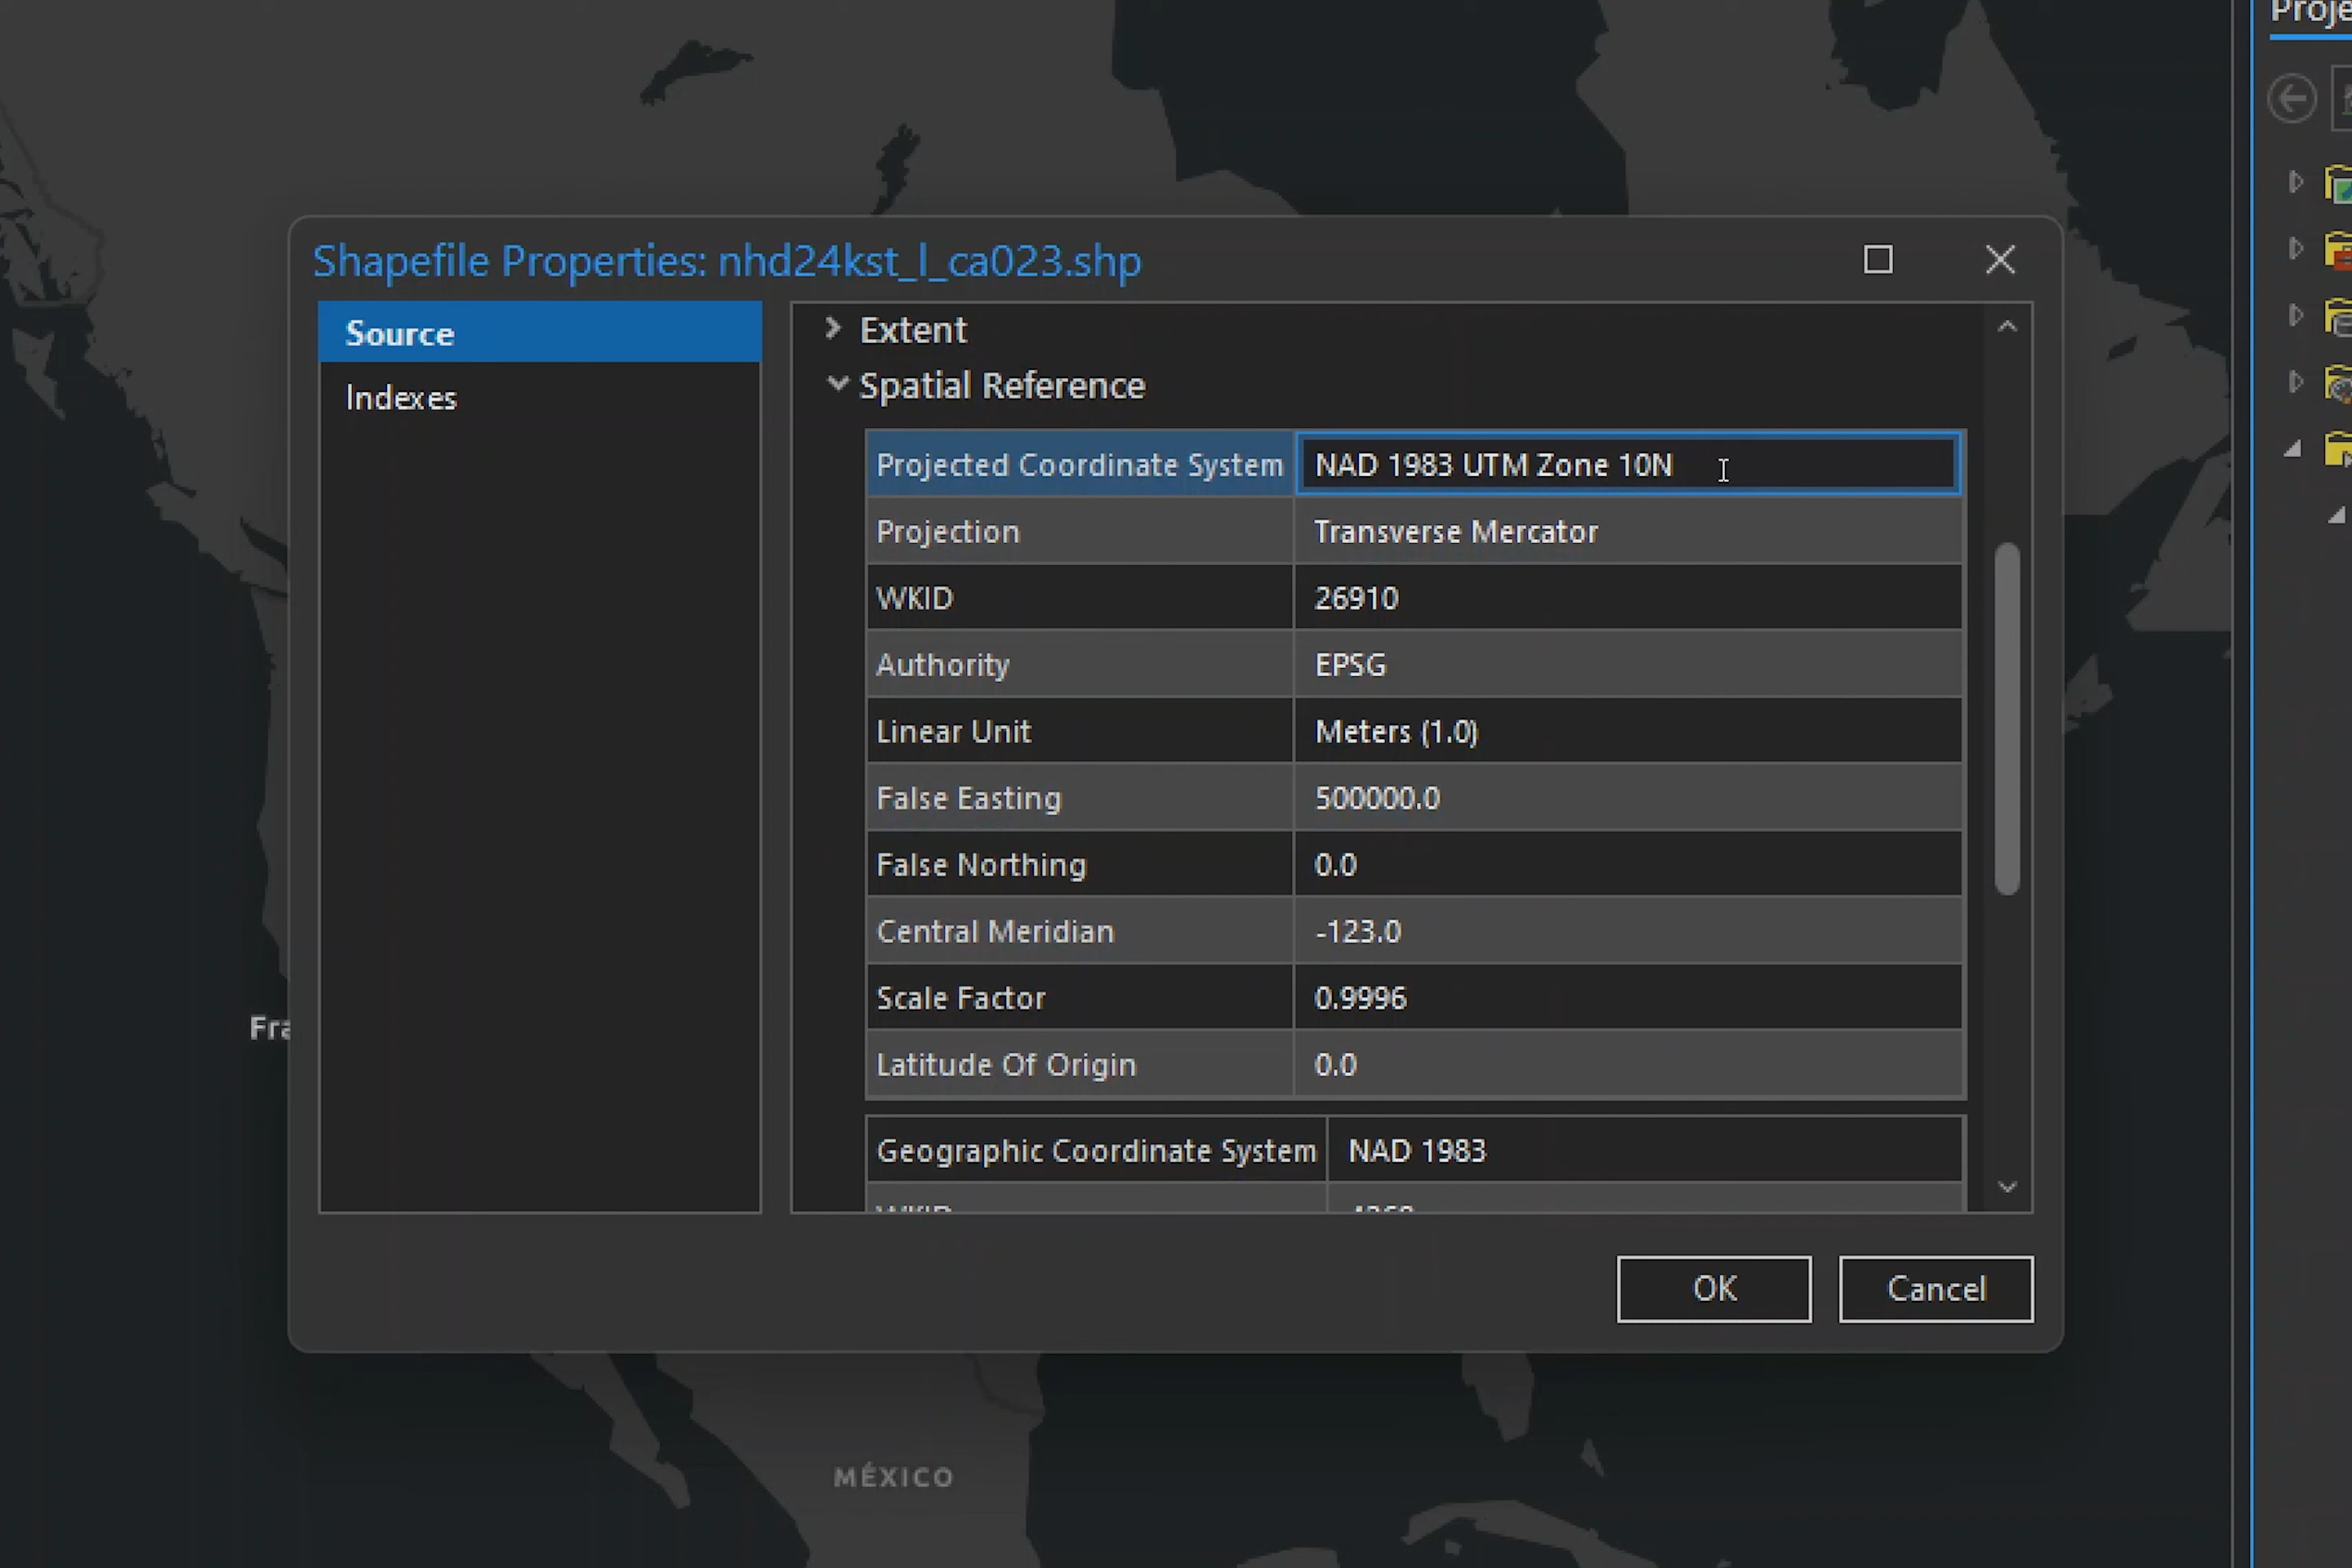 Shapefile Properties: nhd24kst_l_ca023.shp
Source
Indexes
Extent
Spatial Reference
Projected Coordinate System NAD 1983 UTM Zone 10N
Projection Transverse Mercator
WKID 26910
Authority EPSG
Linear Unit Meters (1.0)
False Easting 500000.0
False Northing 0.0
Central Meridian -123.0
Scale Factor 0.9996
Latitude Of Origin 0.0
Geographic Coordinate System NAD 1983
OK
Cancel
Fra
MÉXICO
Proje